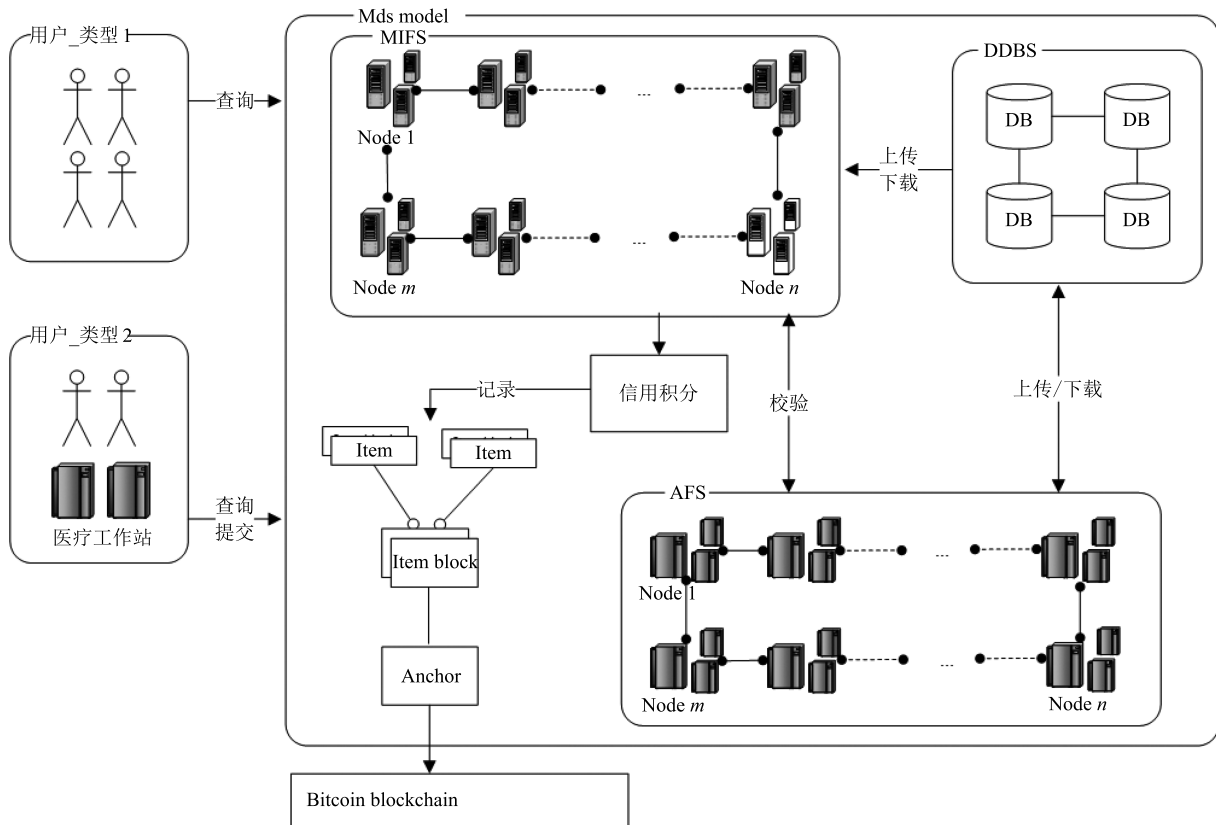 Mds model
用户_类型 1
MIFS
DDBS
查询
Node 1
...
DB
DB
上传
下载
DB
DB
...
Node m
Node n
用户_类型 2
医疗工作站
查询
提交
信用积分
记录
校验
上传/下载
Item
Item
Item block
Anchor
AFS
...
Node 1
...
Node m
Node n
Bitcoin blockchain